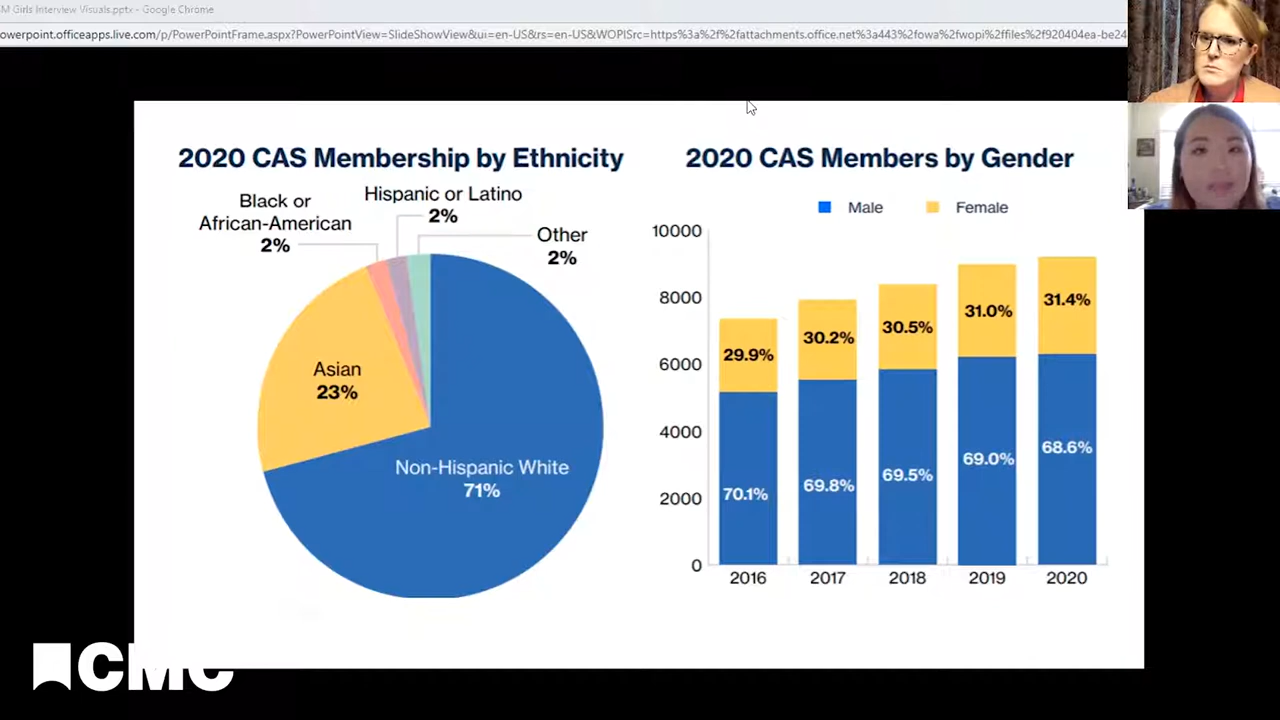 M Girls Interview Visuals.pptx - Google Chrome
owerpoint.officeapps.live.com/p/PowerPointFrame.aspx?PowerPointView=SlideShowView&ui=en-US&rs=en-US&WOPISrc=https%3a%2f%2fattachments.office.net%3a443%2fowa%2fwopi%2ffiles%2f920404ea-be24
2020 CAS Membership by Ethnicity
Black or
African-American
2%
Hispanic or Latino
2%
Other
2%
Asian
23%
Non-Hispanic White
71%
2020 CAS Members by Gender
Male
Female
10000
8000
6000
4000
2000
0
29.9%
30.2%
30.5%
31.0%
31.4%
70.1%
69.8%
69.5%
69.0%
68.6%
2016
2017
2018
2019
2020
CMC